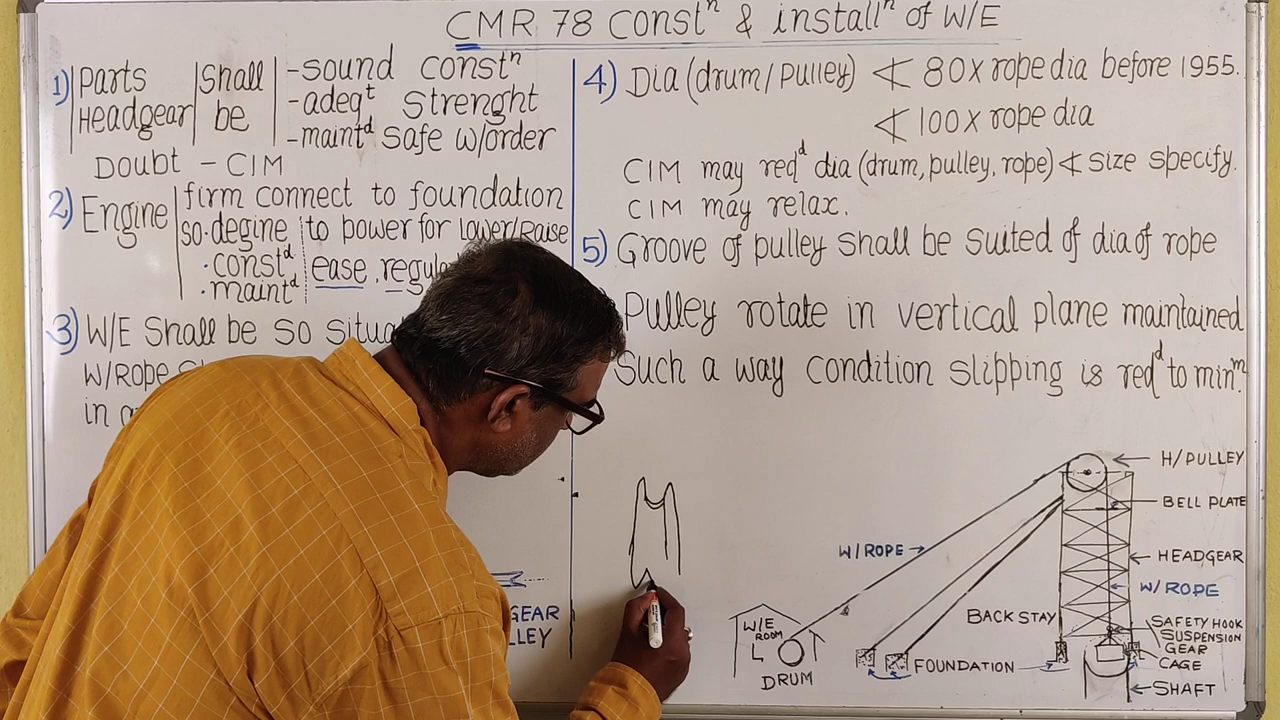 CMR 78 Constⁿ & installⁿ of W/E
1) Parts Headgear shall be
-sound constⁿ
-adeqᵗ strenght
-maintᵈ safe w/order
Doubt - CIM
2) Engine
firm connect to foundation
so.degine to power for lower/Raise
.constᵈ ease, regul
.maintᵈ
3) W/E shall be so situa
W/Rope
in
GEAR
LLEY
4) Dia (drum/pulley) ≮ 80x rope dia before 1955.
≮ 100x rope dia
CIM may reqᵈ dia (drum, pulley, rope) ≮ size specify.
CIM may relax.
5) Groove of pulley shall be suited of dia of rope
Pulley rotate in vertical plane maintained
such a way condition slipping is redᵈ to minᵐ.
H/PULLEY
BELL PLATE
W/ROPE
HEADGEAR
W/ROPE
BACK STAY
SAFETY HOOK
SUSPENSION
GEAR
CAGE
W/E
ROOM
FOUNDATION
DRUM
SHAFT